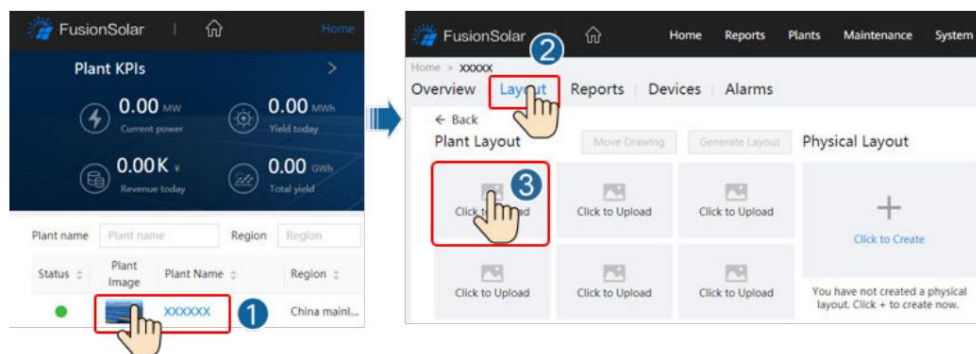 FusionSolar
Home
Plant KPIs >
0.00 MW
Current power
0.00 MWh
Yield today
0.00K ¥
Revenue today
0.00 GWh
Total yield
Plant name Plant name Region Region
Status Plant Image Plant Name Region
XXXXXX China mainl...
1
FusionSolar
Home Reports Plants Maintenance System
2
Home > XXXXX
Overview Layout Reports Devices Alarms
← Back
Plant Layout Move Drawing Generate Layout Physical Layout
3
Click to Upload Click to Upload Click to Upload
Click to Create
Click to Upload Click to Upload Click to Upload
You have not created a physical
layout. Click + to create now.